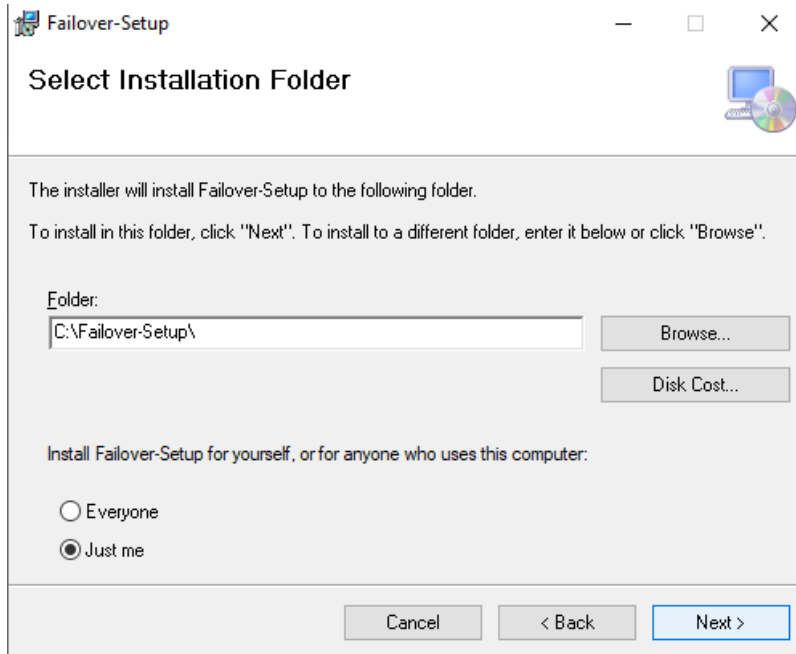 Failover-Setup
Select Installation Folder
The installer will install Failover-Setup to the following folder.
To install in this folder, click "Next". To install to a different folder, enter it below or click "Browse".
Folder:
C:\Failover-Setup\
Browse...
Disk Cost...
Install Failover-Setup for yourself, or for anyone who uses this computer:
Everyone
Just me
Cancel
< Back
Next >